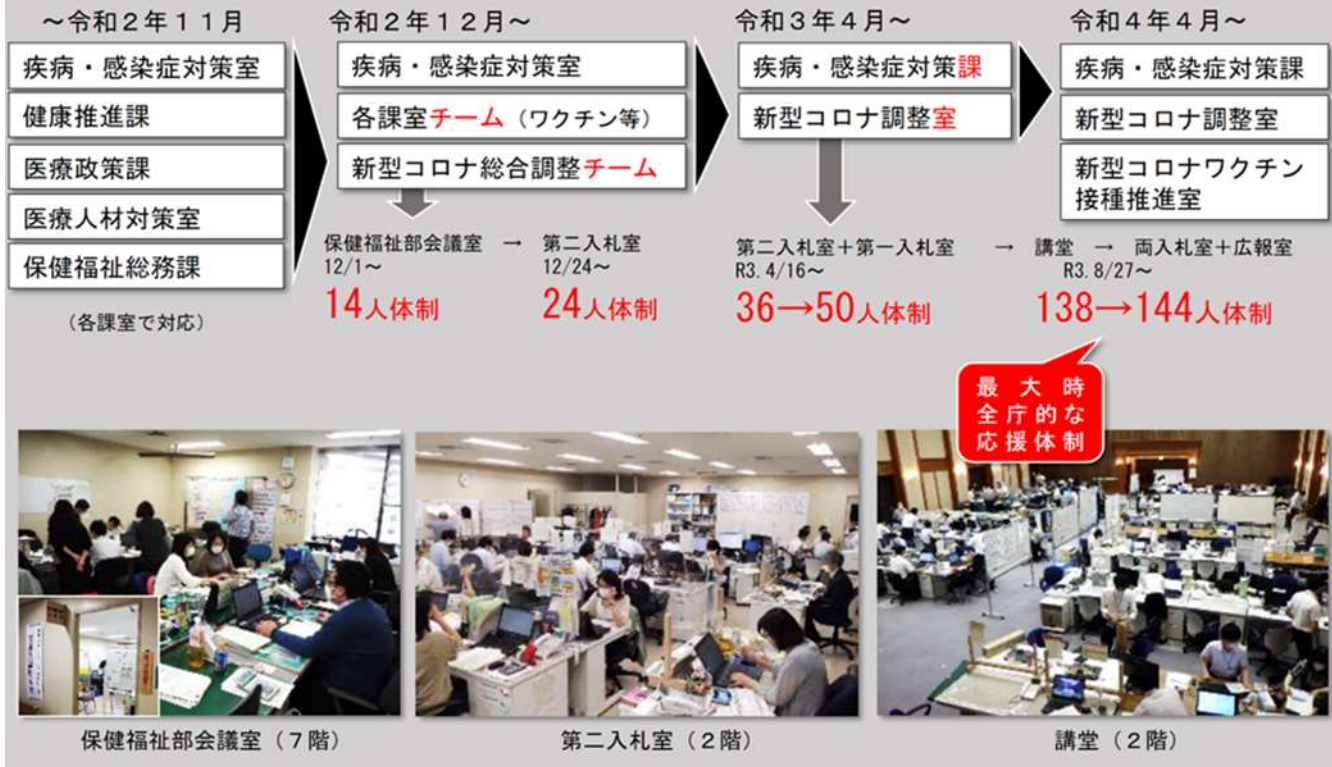 ～令和２年１１月
疾病・感染症対策室
健康推進課
医療政策課
医療人材対策室
保健福祉総務課
（各課室で対応）
令和２年１２月～
疾病・感染症対策室
各課室チーム（ワクチン等）
新型コロナ総合調整チーム
保健福祉部会議室 → 第二入札室
12/1～ 12/24～
14人体制 24人体制
令和３年４月～
疾病・感染症対策課
新型コロナ調整室
第二入札室＋第一入札室 → 講堂 → 両入札室＋広報室
R3. 4/16～ R3. 8/27～
36→50人体制 138→144人体制
令和４年４月～
疾病・感染症対策課
新型コロナ調整室
新型コロナワクチン
接種推進室
最大時
全庁的な
応援体制
保健福祉部会議室（７階）
第二入札室（２階）
講堂（２階）